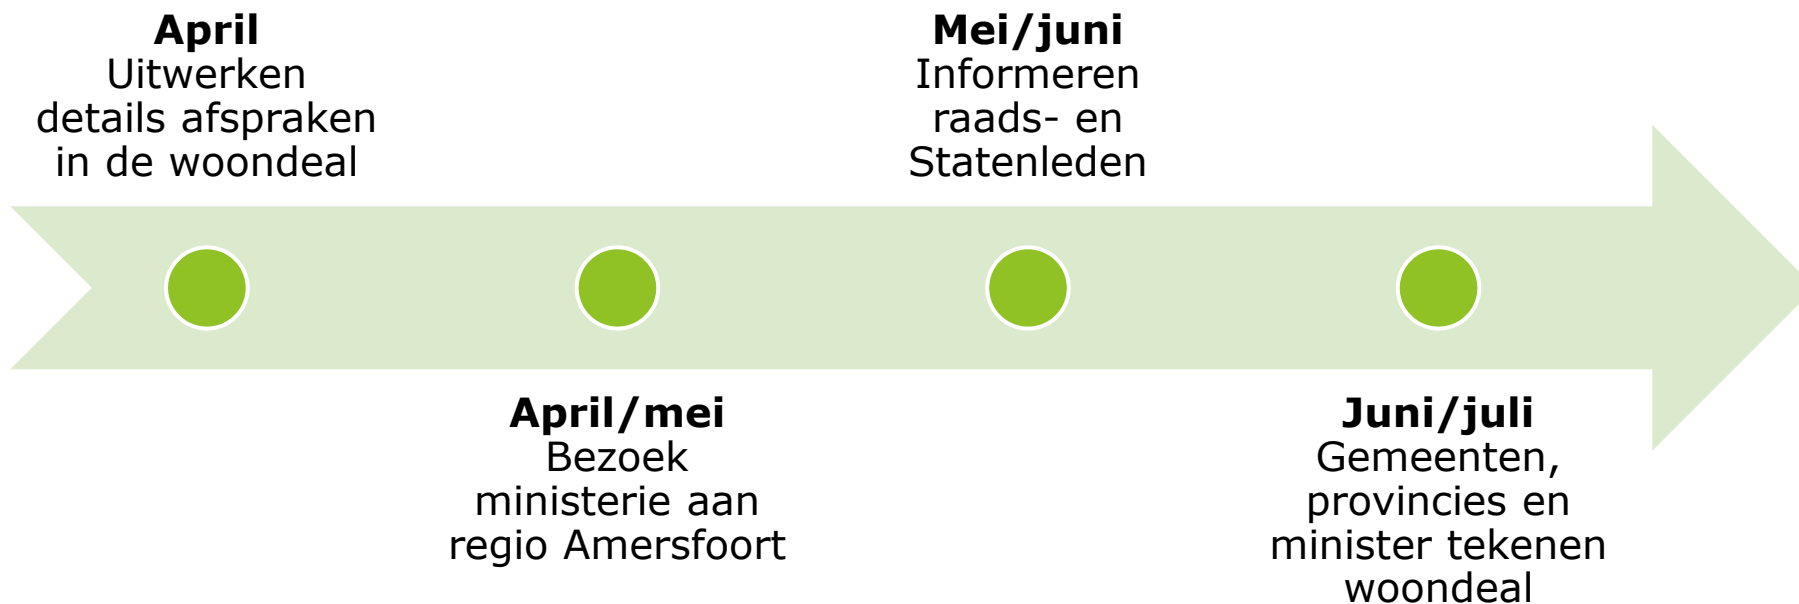 April
Uitwerken
details afspraken
in de woondeal
April/mei
Bezoek
ministerie aan
regio Amersfoort
Mei/juni
Informeren
raads- en
Statenleden
Juni/juli
Gemeenten,
provincies en
minister tekenen
woondeal